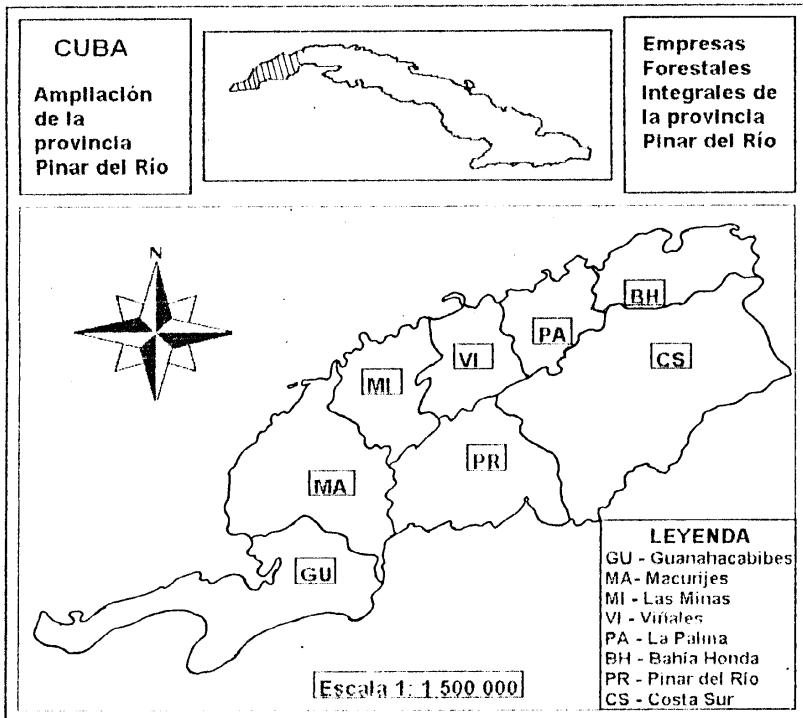 CUBA
Ampliación
de la
provincia
Pinar del Río
Empresas
Forestales
Integrales de
la provincia
Pinar del Río
N
BH
PA
VI
CS
MI
PR
MA
GU
LEYENDA
GU - Guanahacabibes
MA- Macurijes
MI - Las Minas
VI - Viñales
PA - La Palma
BH - Bahía Honda
PR - Pinar del Río
CS - Costa Sur
Escala 1: 1 500 000